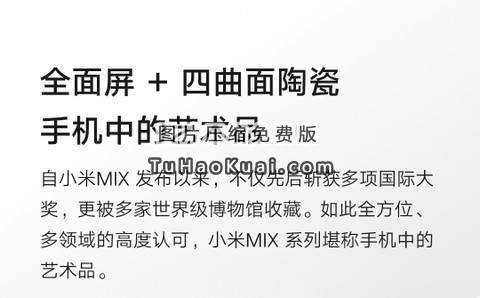 全面屏 + 四曲面陶瓷
手机中的艺术品
图片压缩免费版
TuHaoKuai.com
自小米MIX 发布以来，不仅先后斩获多项国际大
奖，更被多家世界级博物馆收藏。如此全方位、
多领域的高度认可，小米MIX 系列堪称手机中的
艺术品。